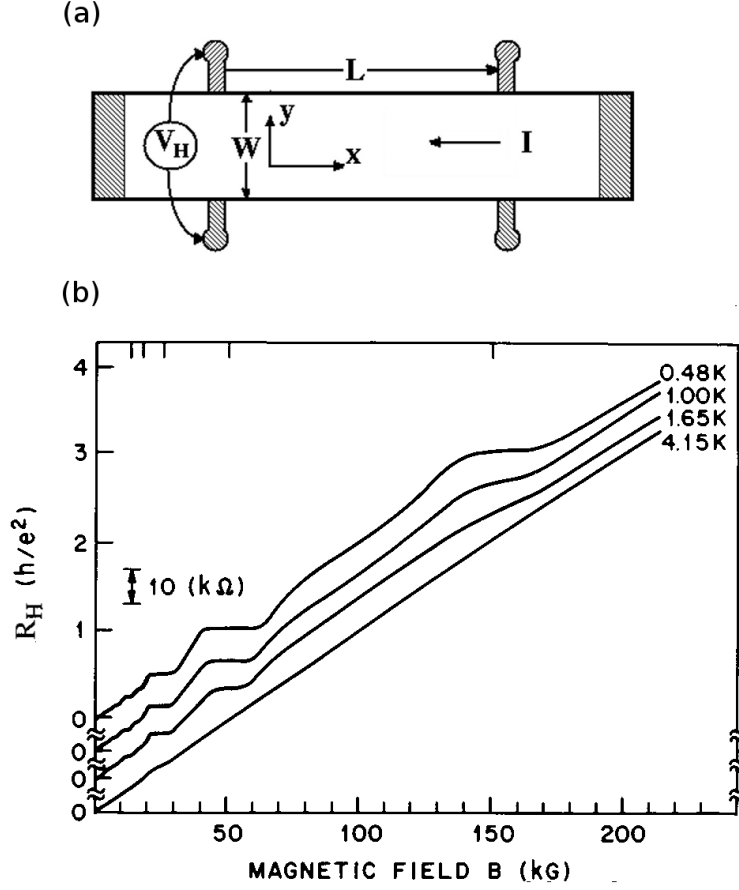 (a)
L
V_H
W
y
x
I
(b)
4
3
2
1
0
0
0
0
R_H (h/e²)
10 (kΩ)
0.48K
1.00K
1.65K
4.15K
50
100
150
200
MAGNETIC FIELD B (kG)